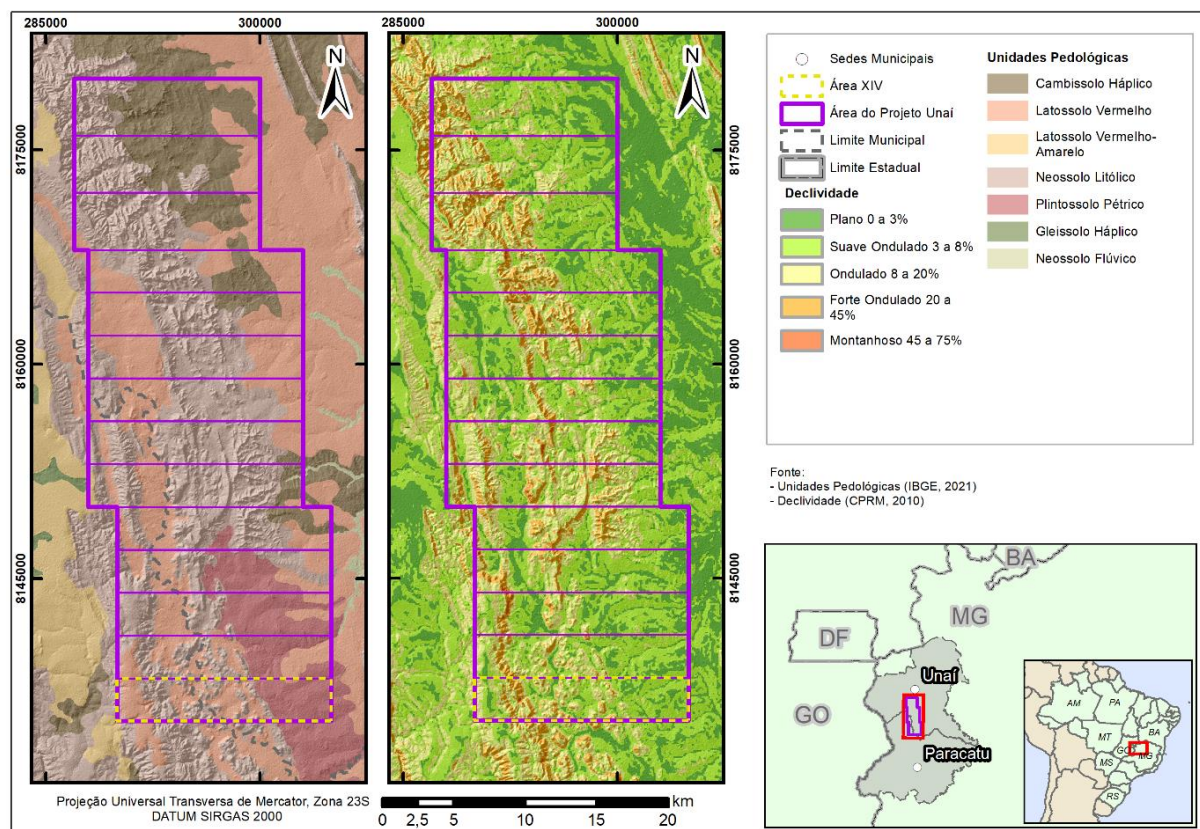 285000
300000
285000
300000
N
N
8175000
8160000
8145000
8175000
8160000
8145000
Projeção Universal Transversa de Mercator, Zona 23S
DATUM SIRGAS 2000
0 2,5 5 10 15 20
km
Sedes Municipais
Área XIV
Área do Projeto Unaí
Limite Municipal
Limite Estadual
Declividade
Plano 0 a 3%
Suave Ondulado 3 a 8%
Ondulado 8 a 20%
Forte Ondulado 20 a
45%
Montanhoso 45 a 75%
Unidades Pedológicas
Cambissolo Háplico
Latossolo Vermelho
Latossolo Vermelho-
Amarelo
Neossolo Litólico
Plintossolo Pétrico
Gleissolo Háplico
Neossolo Flúvico
Fonte:
- Unidades Pedológicas (IBGE, 2021)
- Declividade (CPRM, 2010)
BA
MG
DF
Unaí
GO
Paracatu
AM
PA
MT
BA
GO
MG
MS
RS